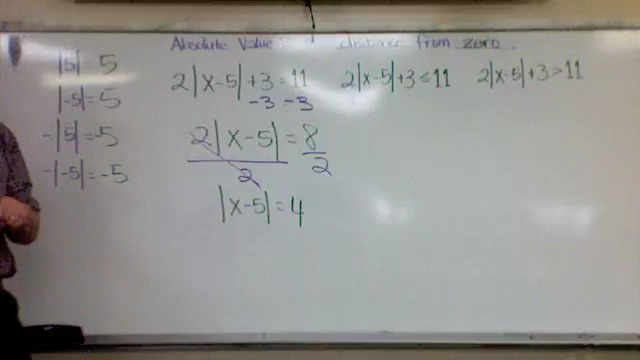 Absolute Value distance from zero.
|5| 5
|-5|=5
-|5|=-5
-|-5|=-5
2|x-5|+3=11
-3 -3
2|x-5|=8
2 2
|x-5|=4
2|x-5|+3≤11
2|x-5|+3>11